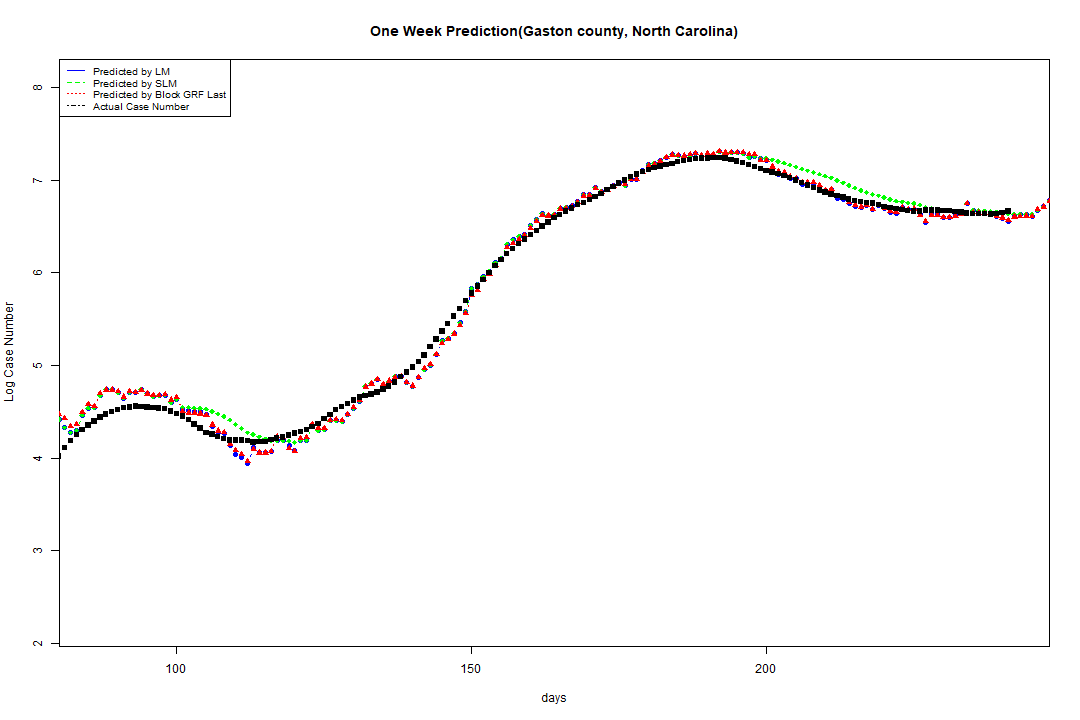 One Week Prediction(Gaston county, North Carolina)
Predicted by LM
Predicted by SLM
Predicted by Block GRF Last
Actual Case Number
8
7
6
5
4
3
2
Log Case Number
100 150 200
days